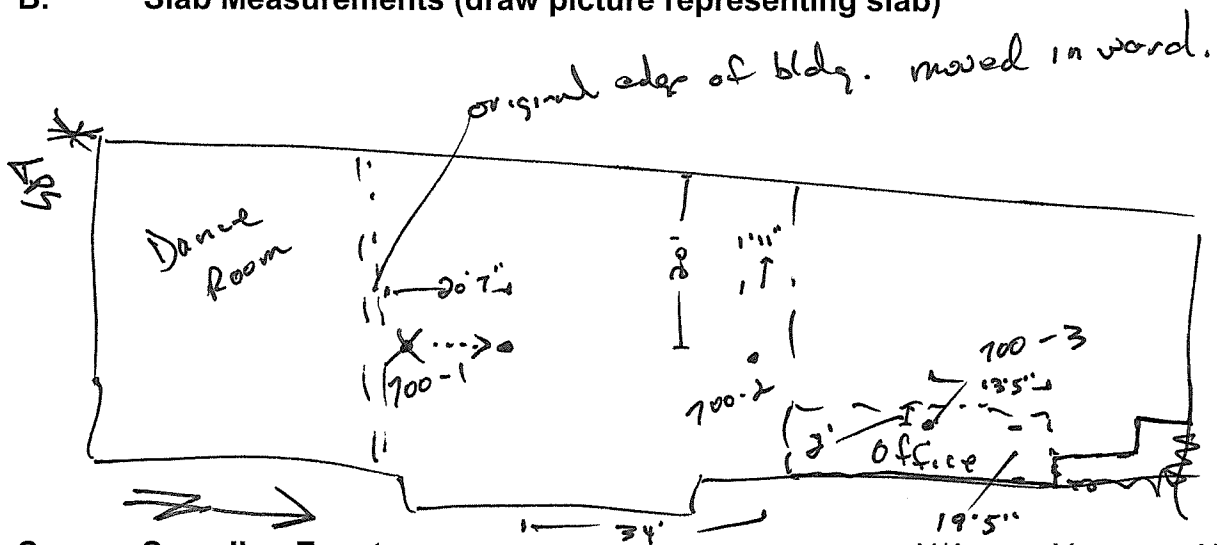 B. Slab Measurements (draw picture representing slab)
original edge of bldg. moved inward.
Dance
Room
20'7"
1'11"
700-1
700-2
700-3
13'5"
2'
Office
34'
19'5"